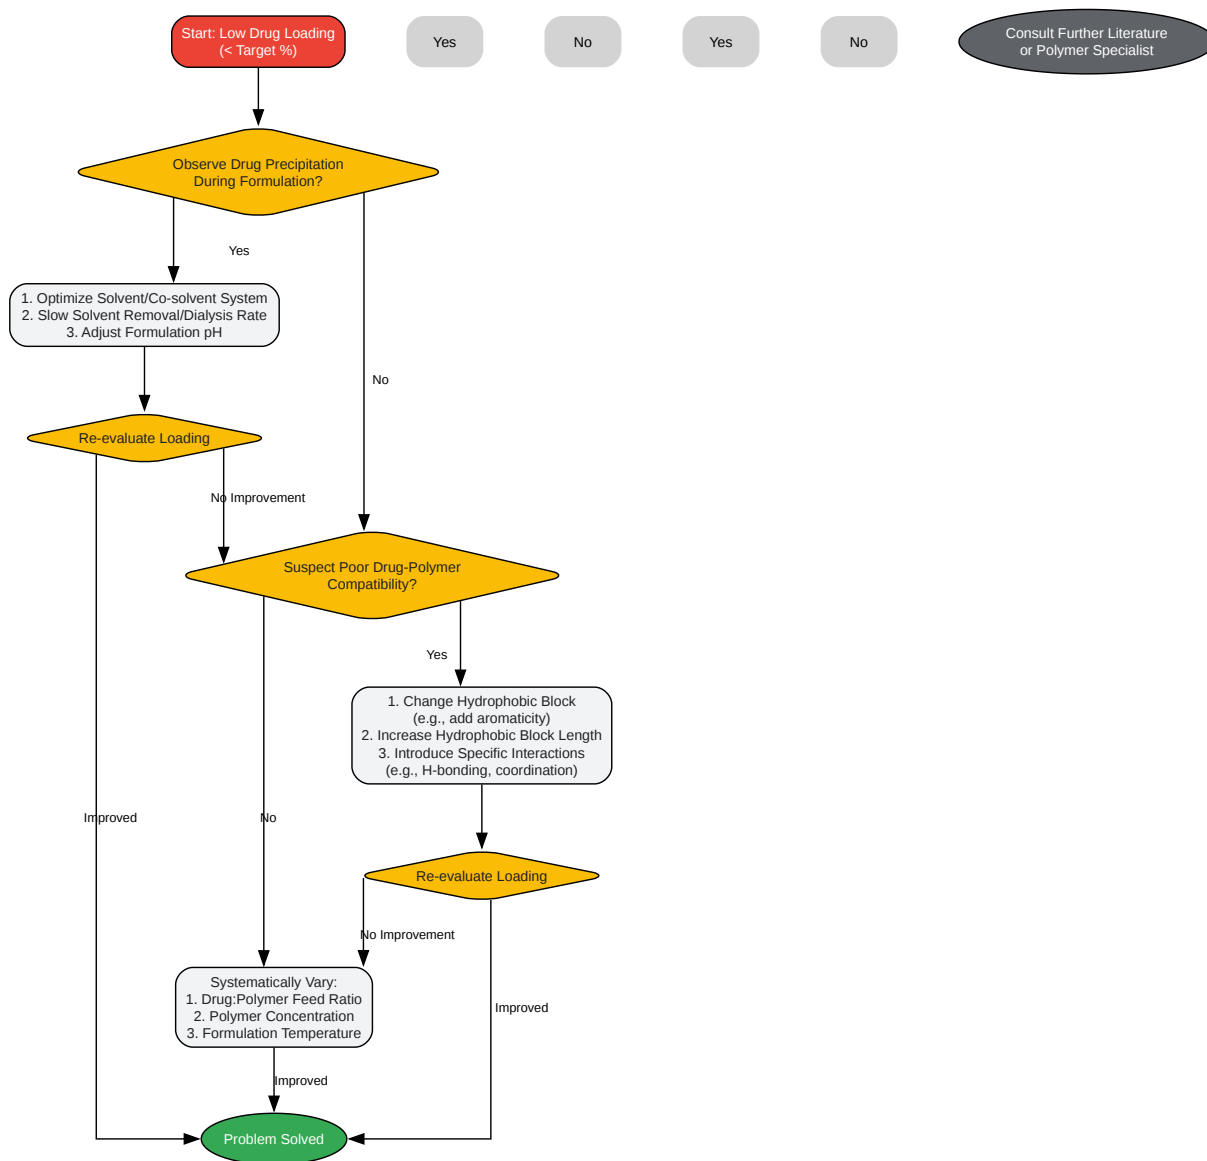 Start: Low Drug Loading
(< Target %)
Yes
No
Yes
No
Consult Further Literature
or Polymer Specialist
Observe Drug Precipitation
During Formulation?
Yes
1. Optimize Solvent/Co-solvent System
2. Slow Solvent Removal/Dialysis Rate
3. Adjust Formulation pH
No
Re-evaluate Loading
No Improvement
Suspect Poor Drug-Polymer
Compatibility?
Yes
1. Change Hydrophobic Block
(e.g., add aromaticity)
2. Increase Hydrophobic Block Length
3. Introduce Specific Interactions
(e.g., H-bonding, coordination)
Improved
No
Re-evaluate Loading
No Improvement
Systematically Vary:
1. Drug:Polymer Feed Ratio
2. Polymer Concentration
3. Formulation Temperature
Improved
Improved
Problem Solved